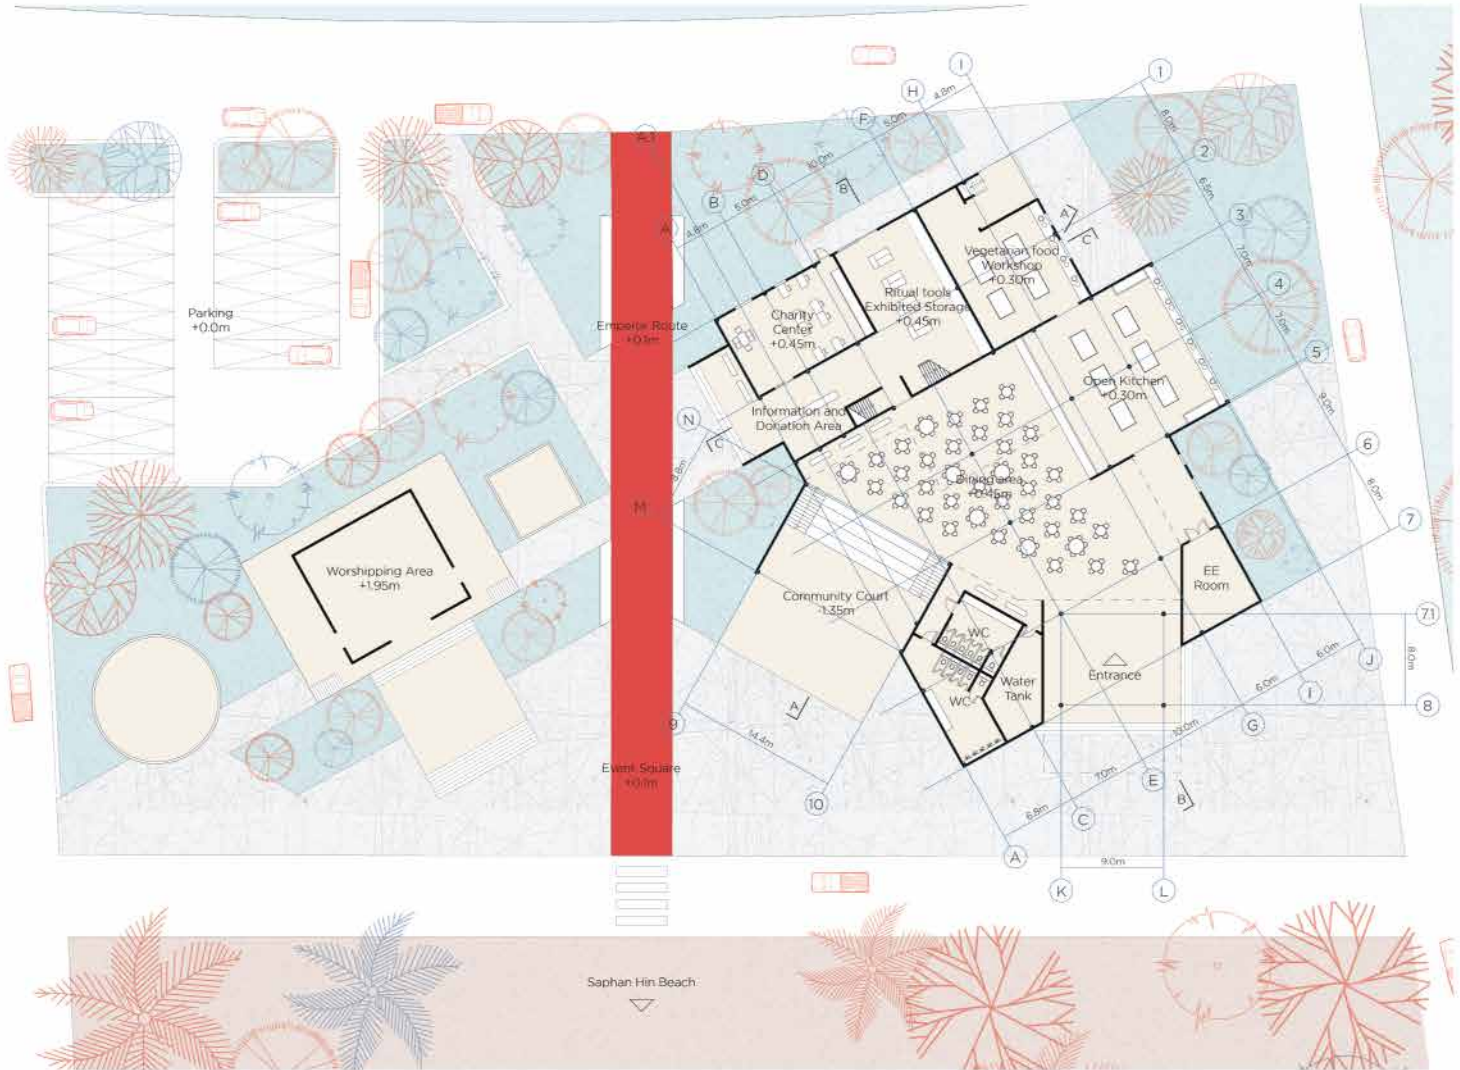 I
1
H
4.8m
5.0m
F
8.0m
A.1
2
10.0m
D
B
6.5m
B
5.0m
3
A
A
4.8m
C
7.0m
Vegetarian food
Workshop
+0.30m
4
Ritual tools
Exhibited Storage
+0.45m
Parking
+0.0m
Charity
Center
+0.45m
7.0m
Emperor Route
+0.1m
5
Open Kitchen
+0.30m
9.0m
Information and
Donation Area
N
C
6
9.8m
Dining area
+0.45m
8.0m
M
7
Worshipping Area
+1.95m
EE
Room
Community Court
-1.35m
7.1
WC
6.0m
8.0m
J
Entrance
Water
Tank
6.0m
I
WC
A
8
9
G
10.0m
14.4m
Event Square
+0.1m
7.0m
E
B
10
6.8m
C
A
9.0m
K
L
Saphan Hin Beach